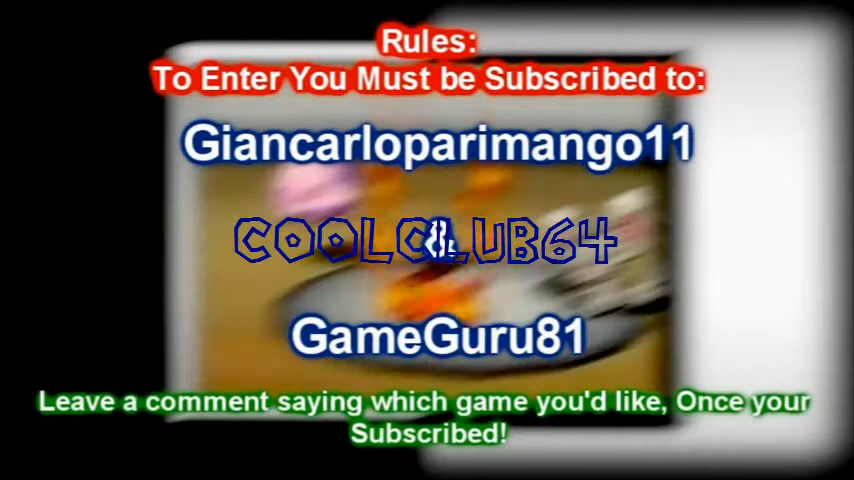 Rules:
To Enter You Must be Subscribed to:
Giancarloparimango11
COOLCLUB64
&
GameGuru81
Leave a comment saying which game you'd like, Once your
Subscribed!